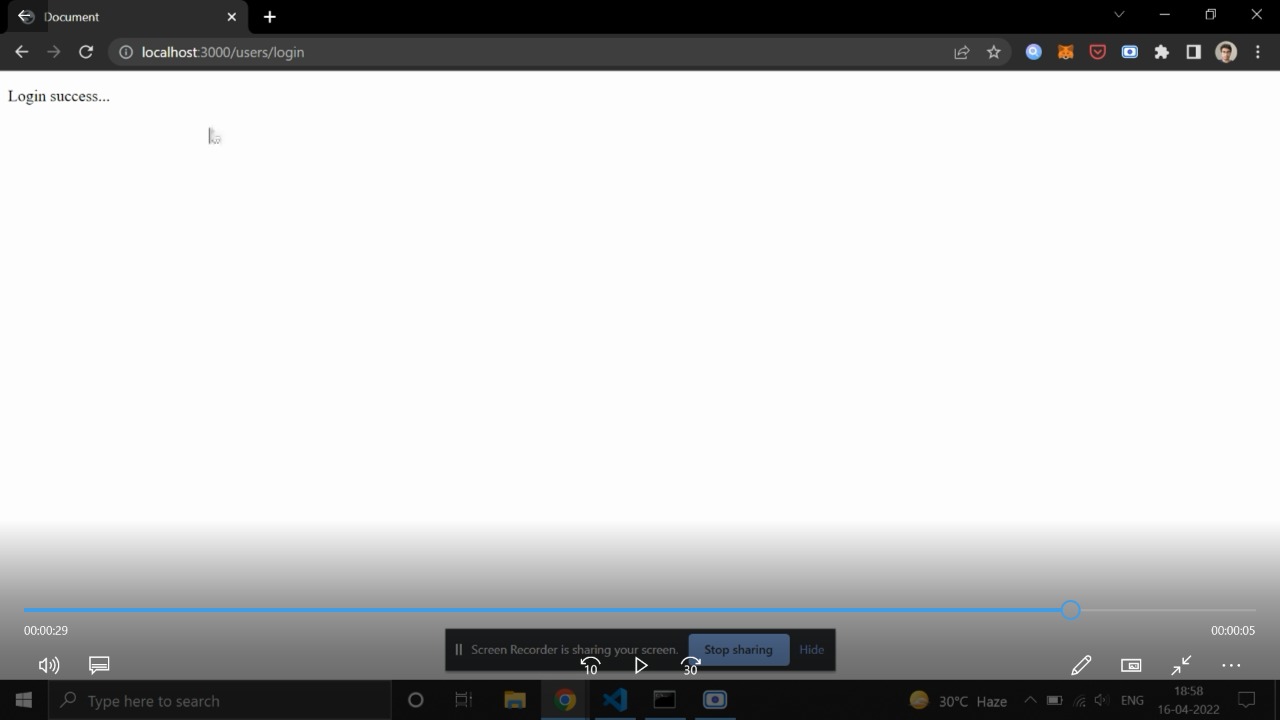 Document
localhost:3000/users/login
Login success...
00:00:29
00:00:05
Screen Recorder is sharing your screen.
Stop sharing
Hide
10
30
Type here to search
30°C Haze
ENG
18:58
16-04-2022